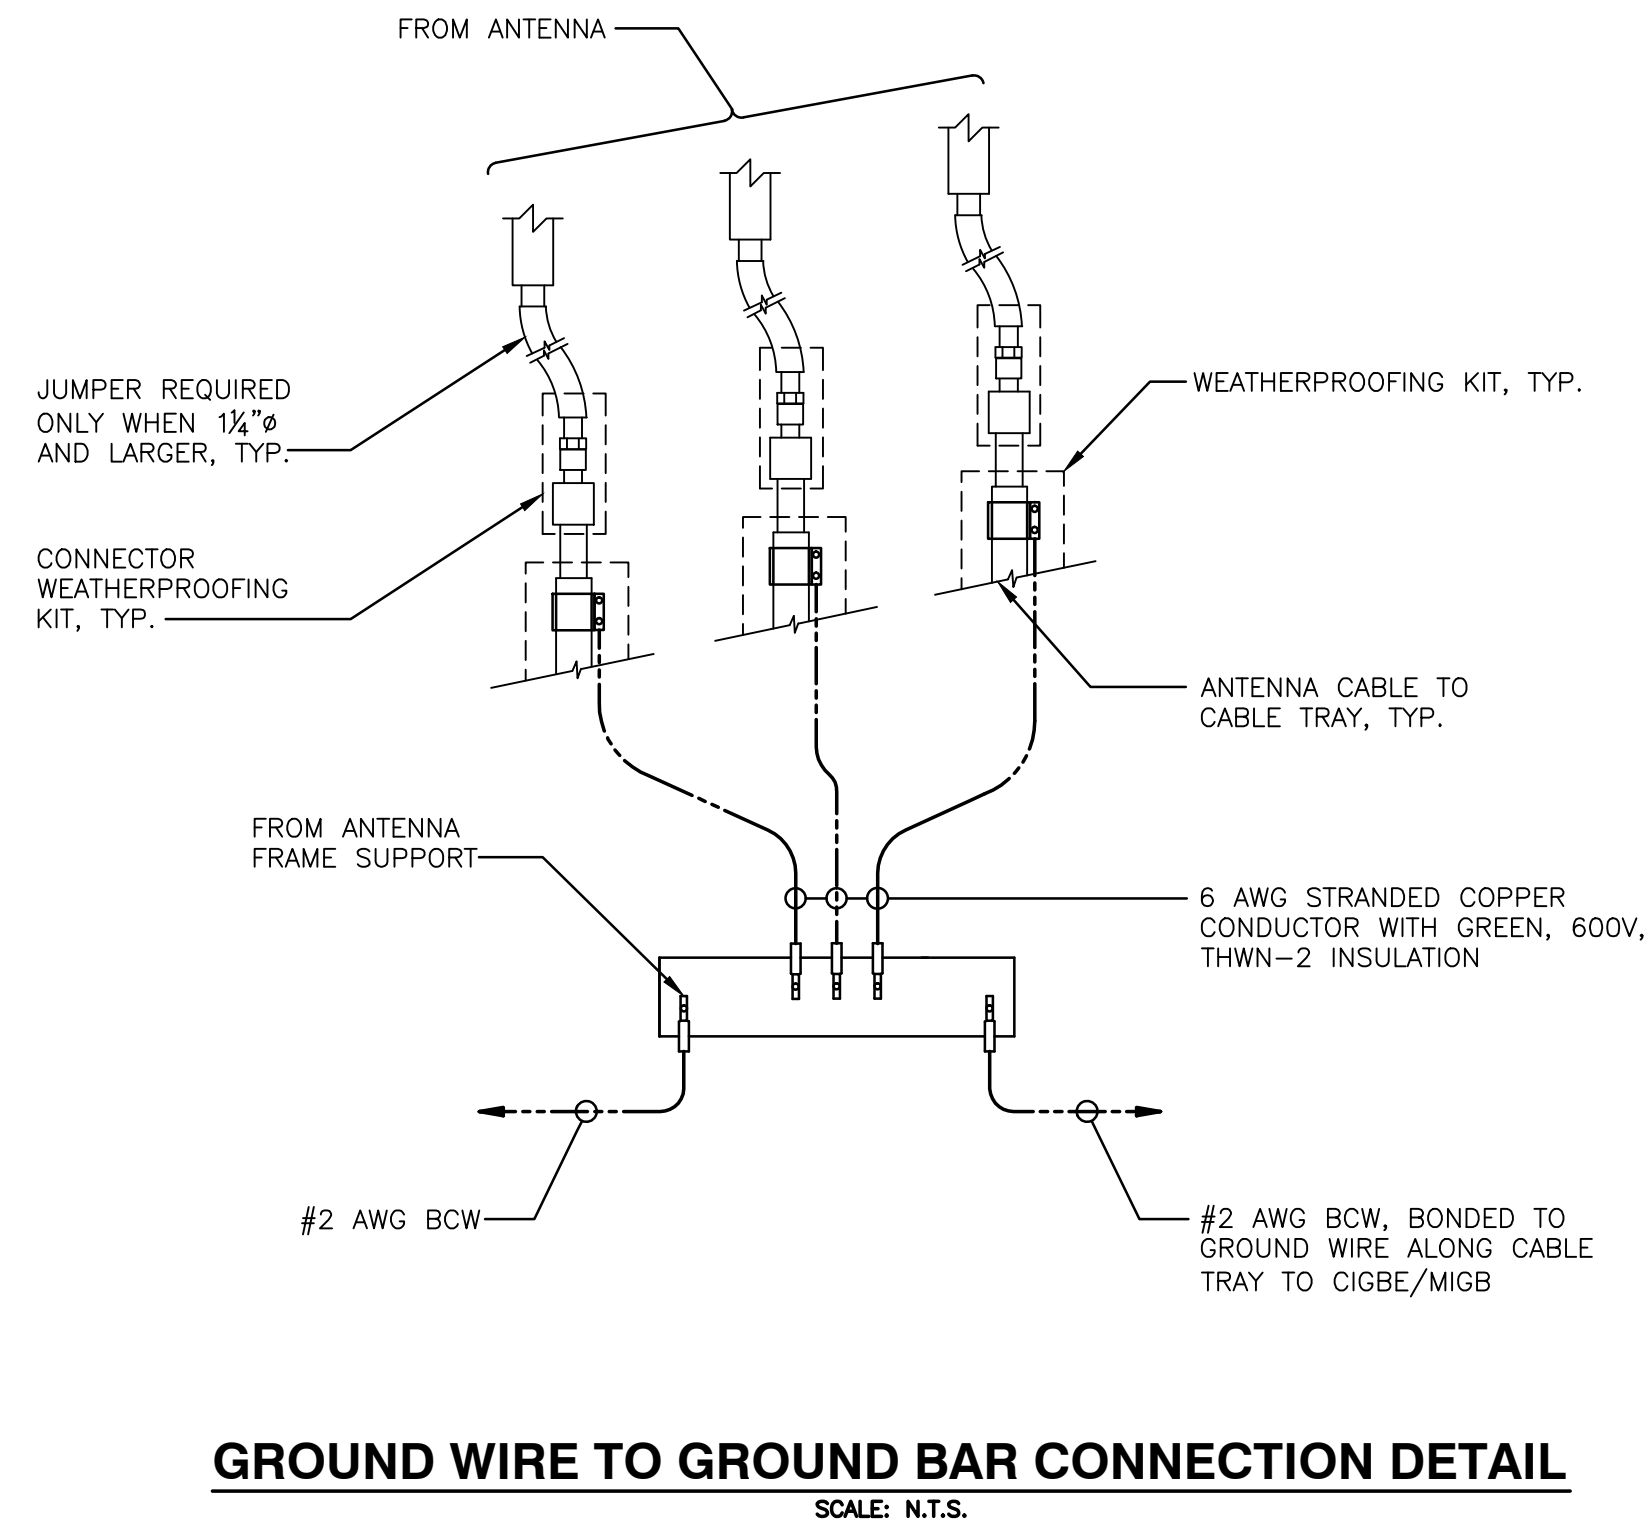 FROM ANTENNA
JUMPER REQUIRED
ONLY WHEN 1¼"ø
AND LARGER, TYP.
WEATHERPROOFING KIT, TYP.
CONNECTOR
WEATHERPROOFING
KIT, TYP.
ANTENNA CABLE TO
CABLE TRAY, TYP.
FROM ANTENNA
FRAME SUPPORT
6 AWG STRANDED COPPER
CONDUCTOR WITH GREEN, 600V,
THWN-2 INSULATION
#2 AWG BCW
#2 AWG BCW, BONDED TO
GROUND WIRE ALONG CABLE
TRAY TO CIGBE/MIGB
GROUND WIRE TO GROUND BAR CONNECTION DETAIL
SCALE: N.T.S.